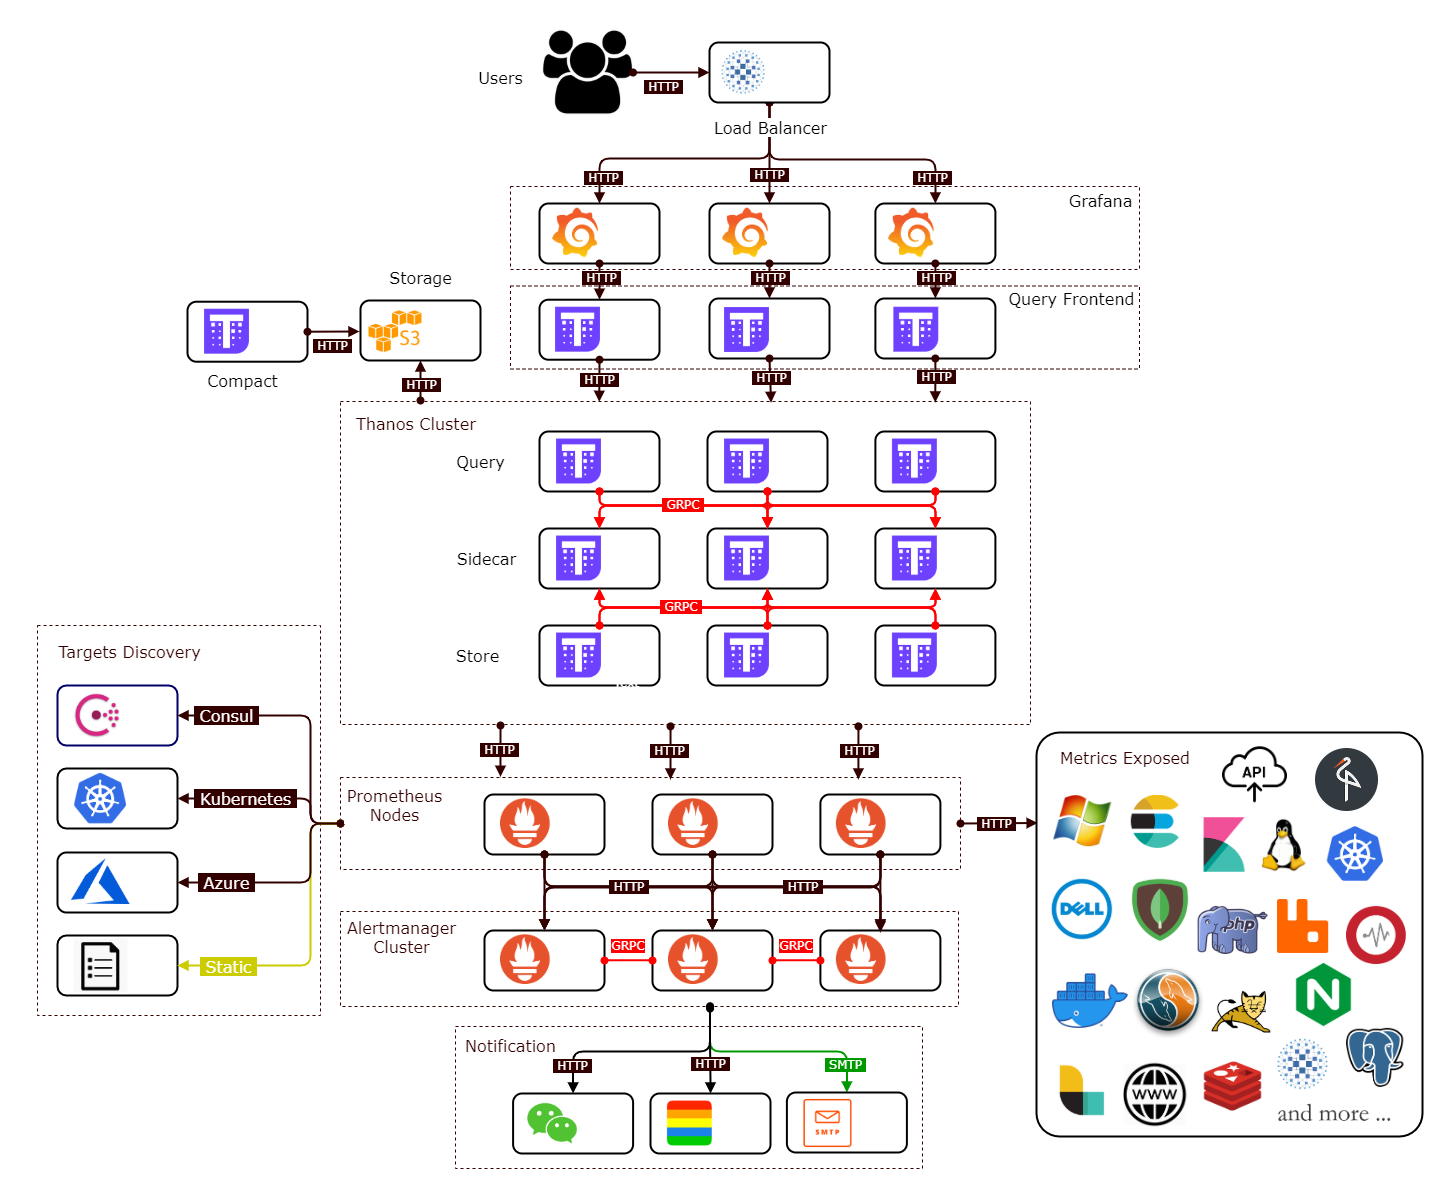 Users
HTTP
Load Balancer
HTTP
HTTP
HTTP
Grafana
HTTP
HTTP
HTTP
Storage
Query Frontend
S3
HTTP
Compact
HTTP
HTTP
HTTP
HTTP
Thanos Cluster
Query
GRPC
Sidecar
GRPC
Store
Targets Discovery
Consul
Kubernetes
Azure
Static
HTTP
HTTP
HTTP
Prometheus
Nodes
HTTP
HTTP
HTTP
Alertmanager
Cluster
GRPC
GRPC
Notification
HTTP
HTTP
SMTP
SMTP
Metrics Exposed
API
DELL
php
N
WWW
and more ...